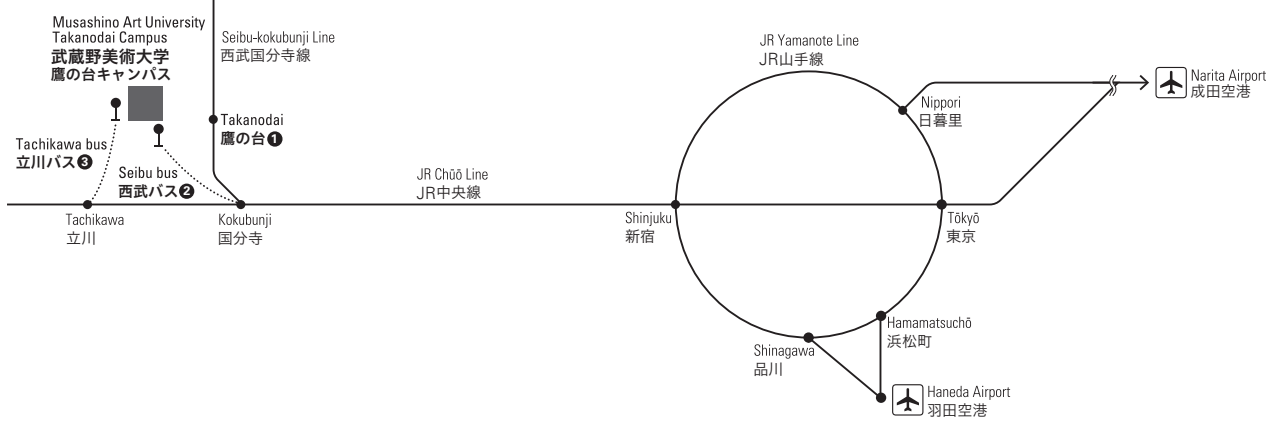 Musashino Art University
Takanodai Campus
武蔵野美術大学
鷹の台キャンパス
Seibu-kokubunji Line
西武国分寺線
Takanodai
鷹の台❶
Tachikawa bus
立川バス❸
Seibu bus
西武バス❷
Tachikawa
立川
Kokubunji
国分寺
JR Chūō Line
JR中央線
JR Yamanote Line
JR山手線
Nippori
日暮里
Narita Airport
成田空港
Shinjuku
新宿
Tōkyō
東京
Hamamatsuchō
浜松町
Shinagawa
品川
Haneda Airport
羽田空港